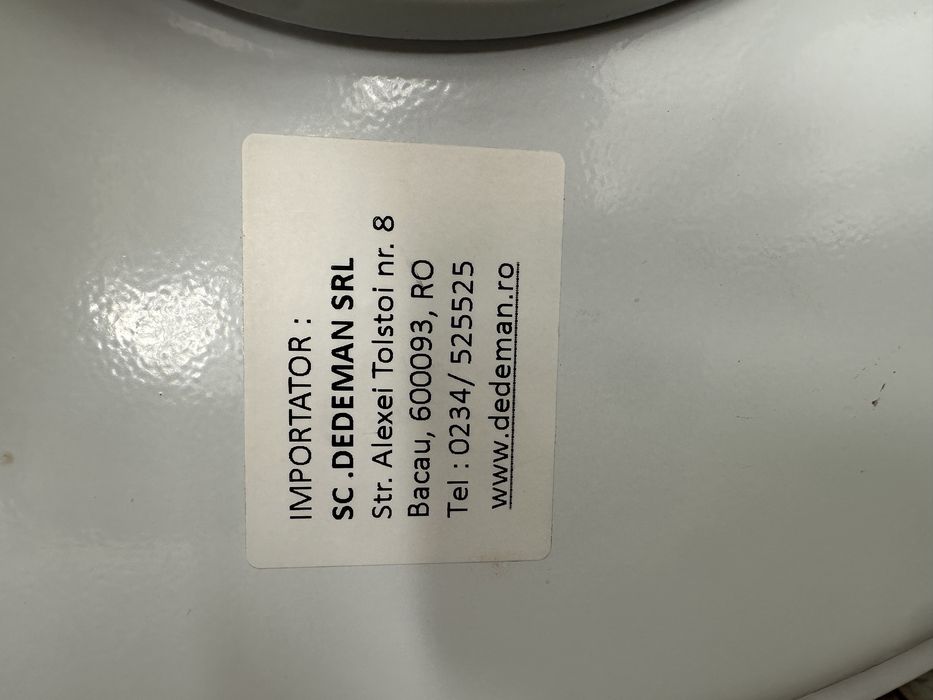 IMPORTATOR :
SC .DEDEMAN SRL
Str. Alexei Tolstoi nr. 8
Bacau, 600093, RO
Tel : 0234/ 525525
www.dedeman.ro